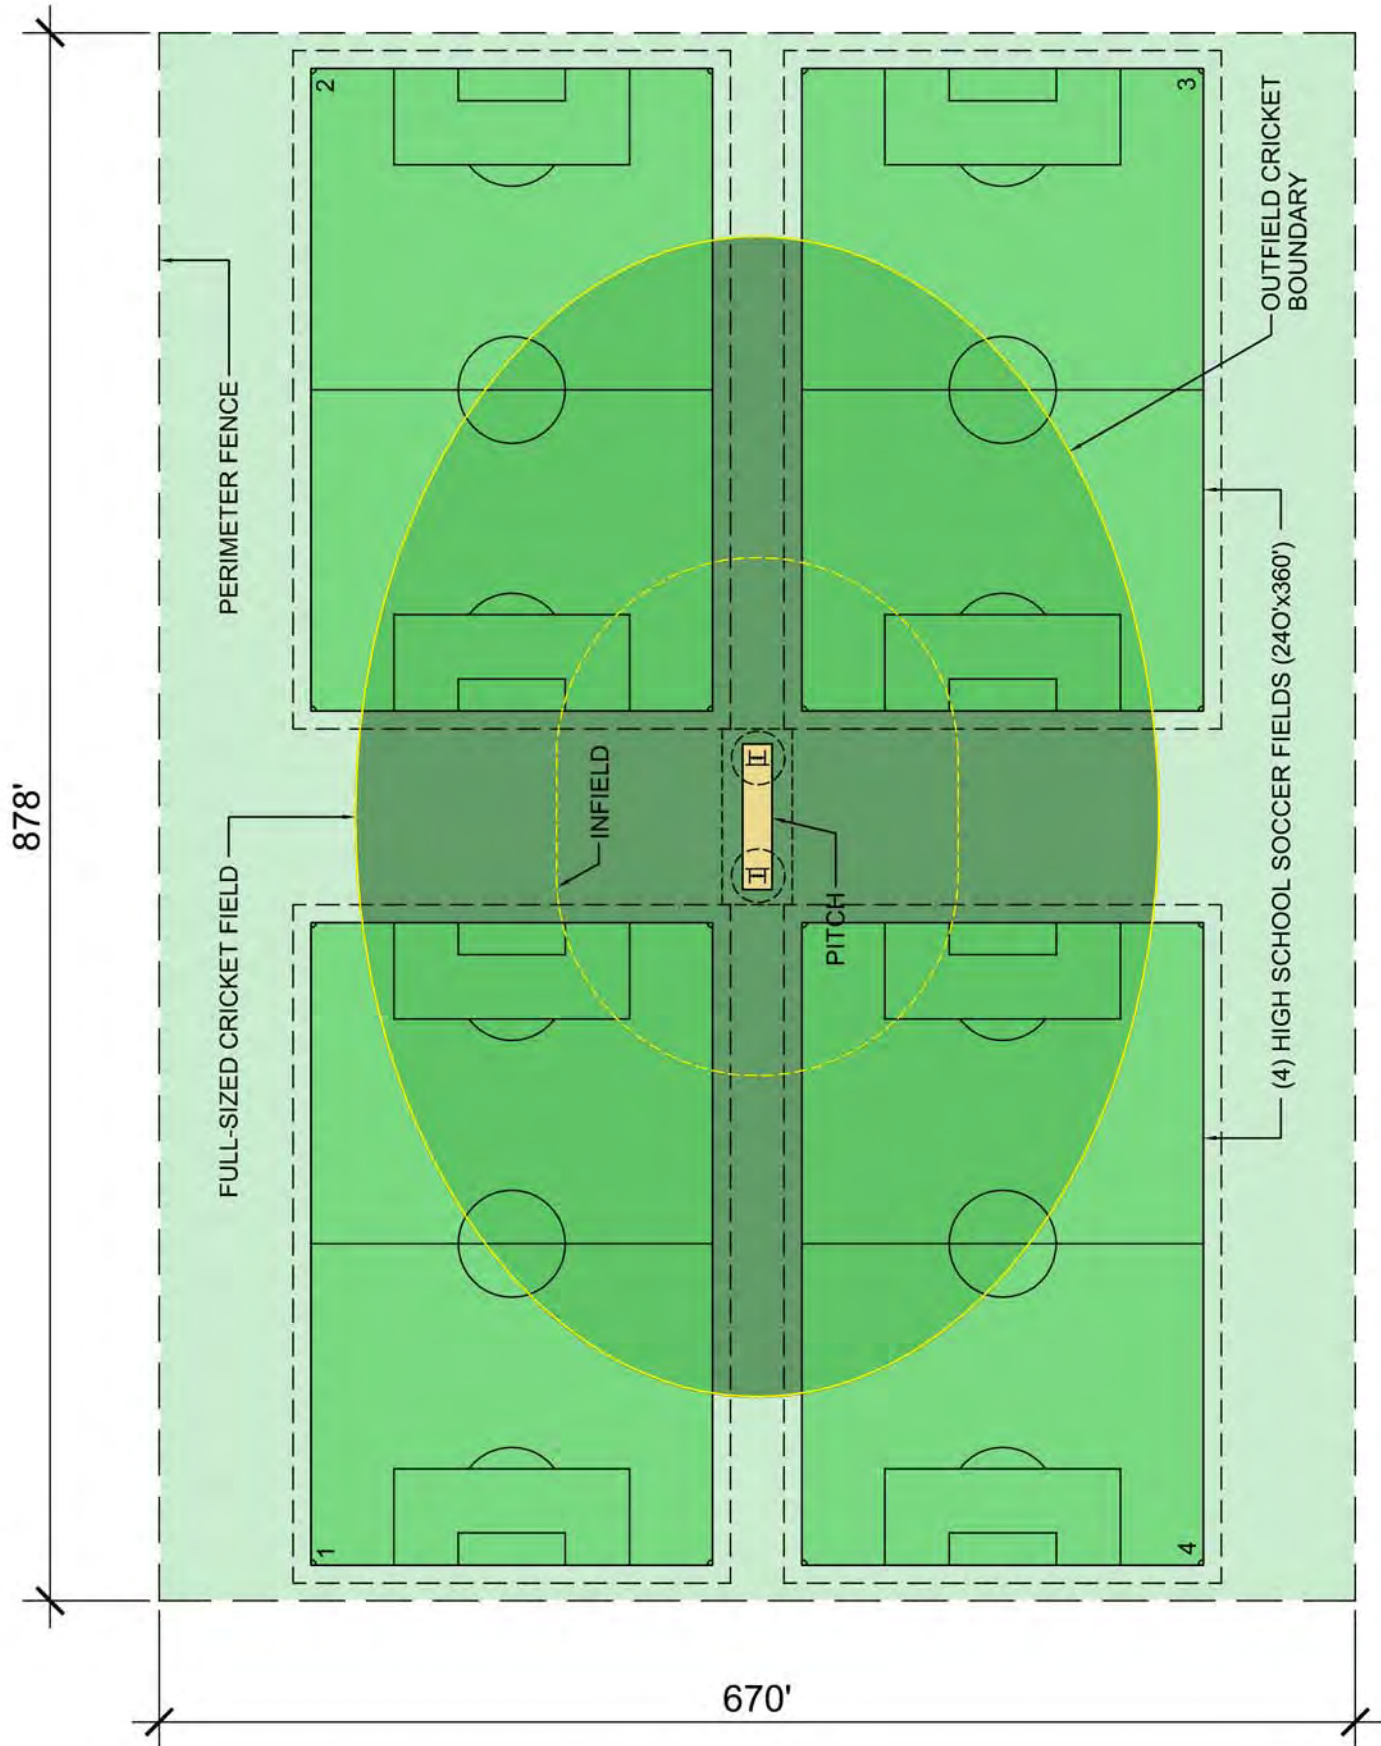 878'
2
3
PERIMETER FENCE
OUTFIELD CRICKET
BOUNDARY
INFIELD
FULL-SIZED CRICKET FIELD
PITCH
(4) HIGH SCHOOL SOCCER FIELDS (240'x360')
1
4
670'